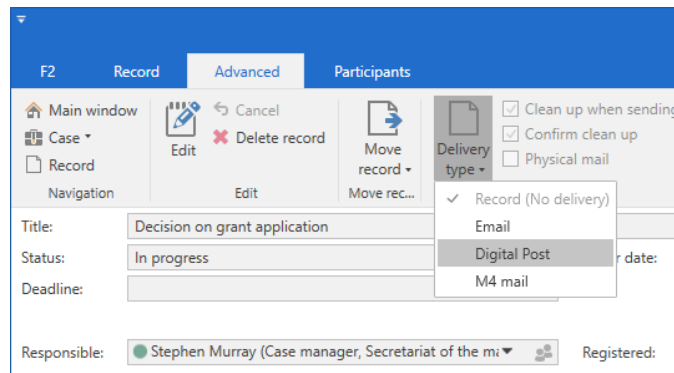 F2 Record Advanced Participants
Main window
Case
Record
Navigation
Edit
Cancel
Delete record
Edit
Move
record
Move rec...
Delivery
type
Clean up when sending
Confirm clean up
Physical mail
Record (No delivery)
Email
Digital Post
M4 mail
Title: Decision on grant application
Status: In progress
date:
Deadline:
Responsible: Stephen Murray (Case manager, Secretariat of the
Registered: